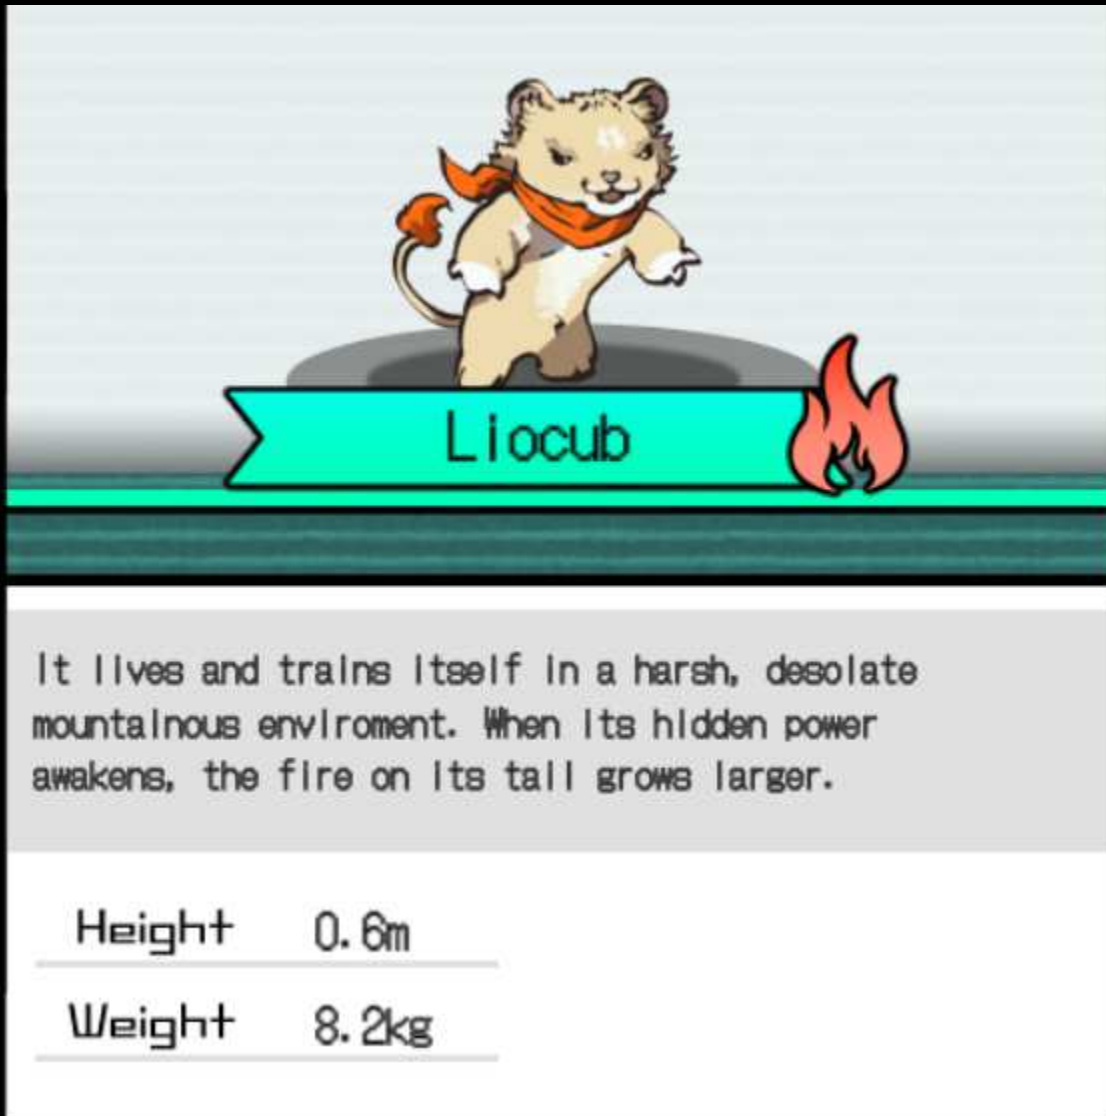 Liocub
It lives and trains itself in a harsh, desolate
mountainous enviroment. When its hidden power
awakens, the fire on its tail grows larger.
Height 0.6m
Weight 8.2kg